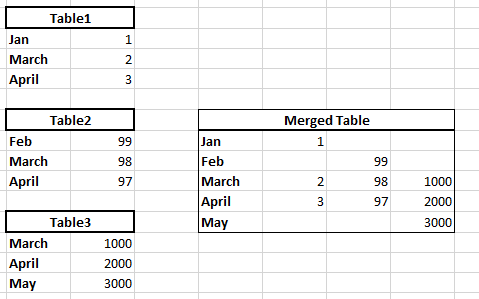 Table1
Jan 1
March 2
April 3
Table2
Feb 99
March 98
April 97
Table3
March 1000
April 2000
May 3000
Merged Table
Jan 1
Feb 99
March 2 98 1000
April 3 97 2000
May 3000